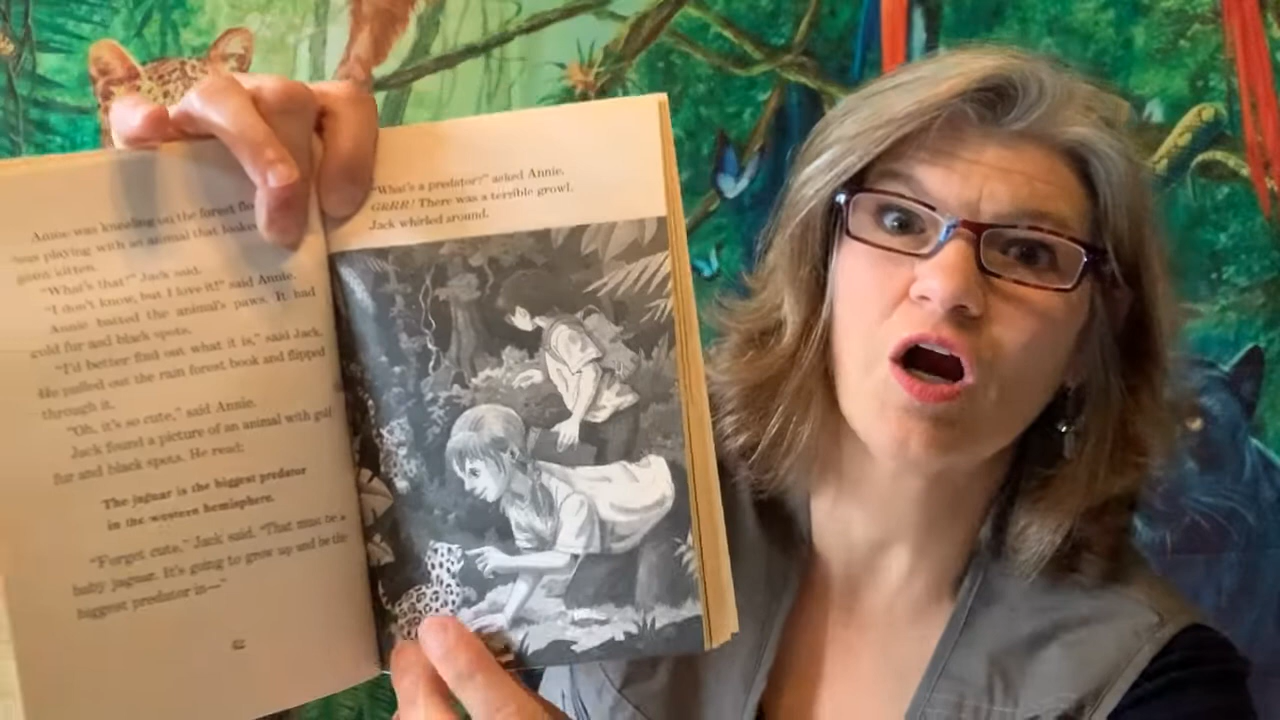 Annie was kneeling on the forest
was playing with an animal that looked
giant kitten.
"What's that?" Jack said.
"I don't know, but I love it!" said Annie.
Annie batted the animal's paws. It had
gold fur and black spots.
"I'd better find out what it is," said Jack.
He pulled out the rain forest book and flipped
through it.
"Oh, it's so cute," said Annie.
Jack found a picture of an animal with gold
fur and black spots. He read:
The jaguar is the biggest predator
in the western hemisphere.
"Forget cute," Jack said. "That must be a
baby jaguar. It's going to grow up and be the
biggest predator in—"
"What's a predator?" asked Annie.
GRRR! There was a terrible growl.
Jack whirled around.